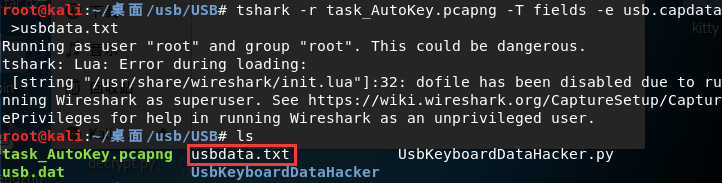 root@kali:~/桌面/usb/USB# tshark -r task_AutoKey.pcapng -T fields -e usb.capdata
 >usbdata.txt
Running as user "root" and group "root". This could be dangerous.
tshark: Lua: Error during loading:
 [string "/usr/share/wireshark/init.lua"]:32: dofile has been disabled due to ru
nning Wireshark as superuser. See https://wiki.wireshark.org/CaptureSetup/Captur
ePrivileges for help in running Wireshark as an unprivileged user.
root@kali:~/桌面/usb/USB# ls
task_AutoKey.pcapng usbdata.txt UsbKeyboardDataHacker.py
usb.dat UsbKeyboardDataHacker
kitty
decrypt.py